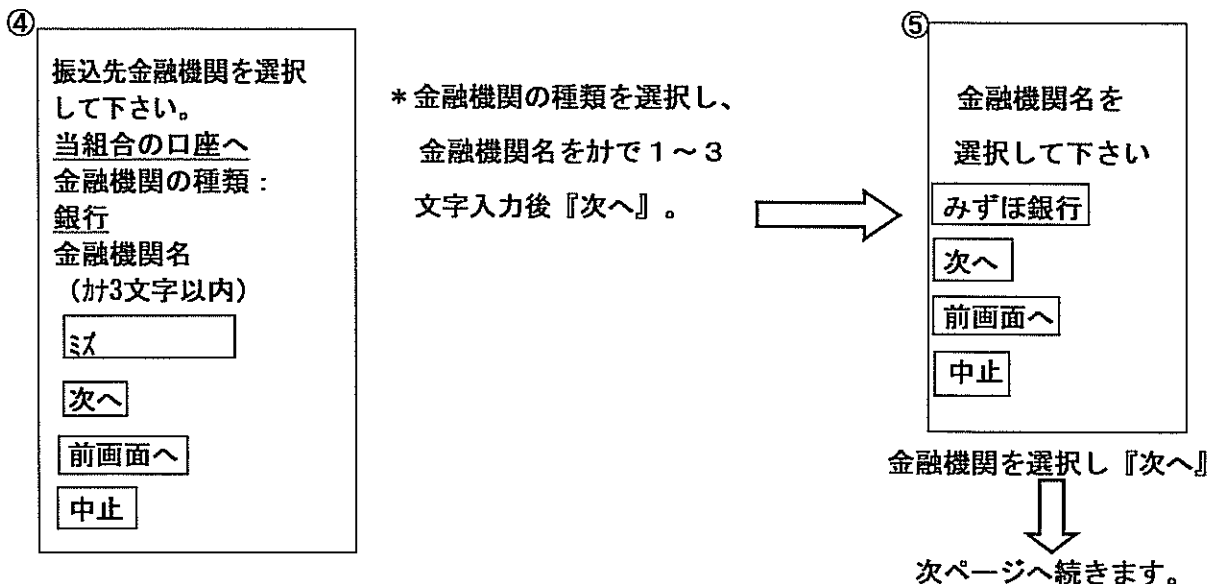 ④
振込先金融機関を選択
して下さい。
当組合の口座へ
金融機関の種類：
銀行
金融機関名
（ｶﾅ3文字以内）
ﾐｽﾞ
次へ
前画面へ
中止
＊金融機関の種類を選択し、
金融機関名をｶﾅで１～３
文字入力後『次へ』。
⑤
金融機関名を
選択して下さい
みずほ銀行
次へ
前画面へ
中止
金融機関を選択し『次へ』
次ページへ続きます。